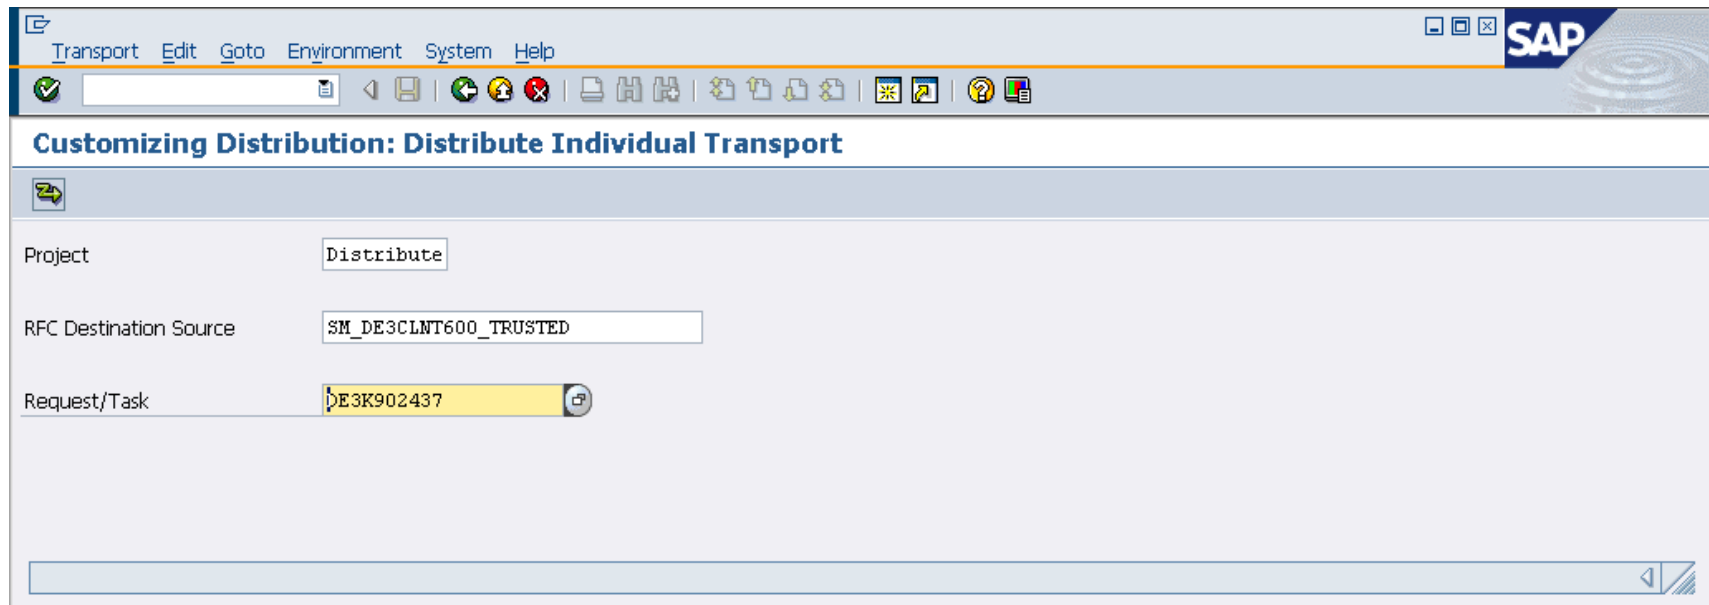 Transport Edit Goto Environment System Help
SAP
Customizing Distribution: Distribute Individual Transport
Project Distribute
RFC Destination Source SM_DE3CLNT600_TRUSTED
Request/Task DE3K902437